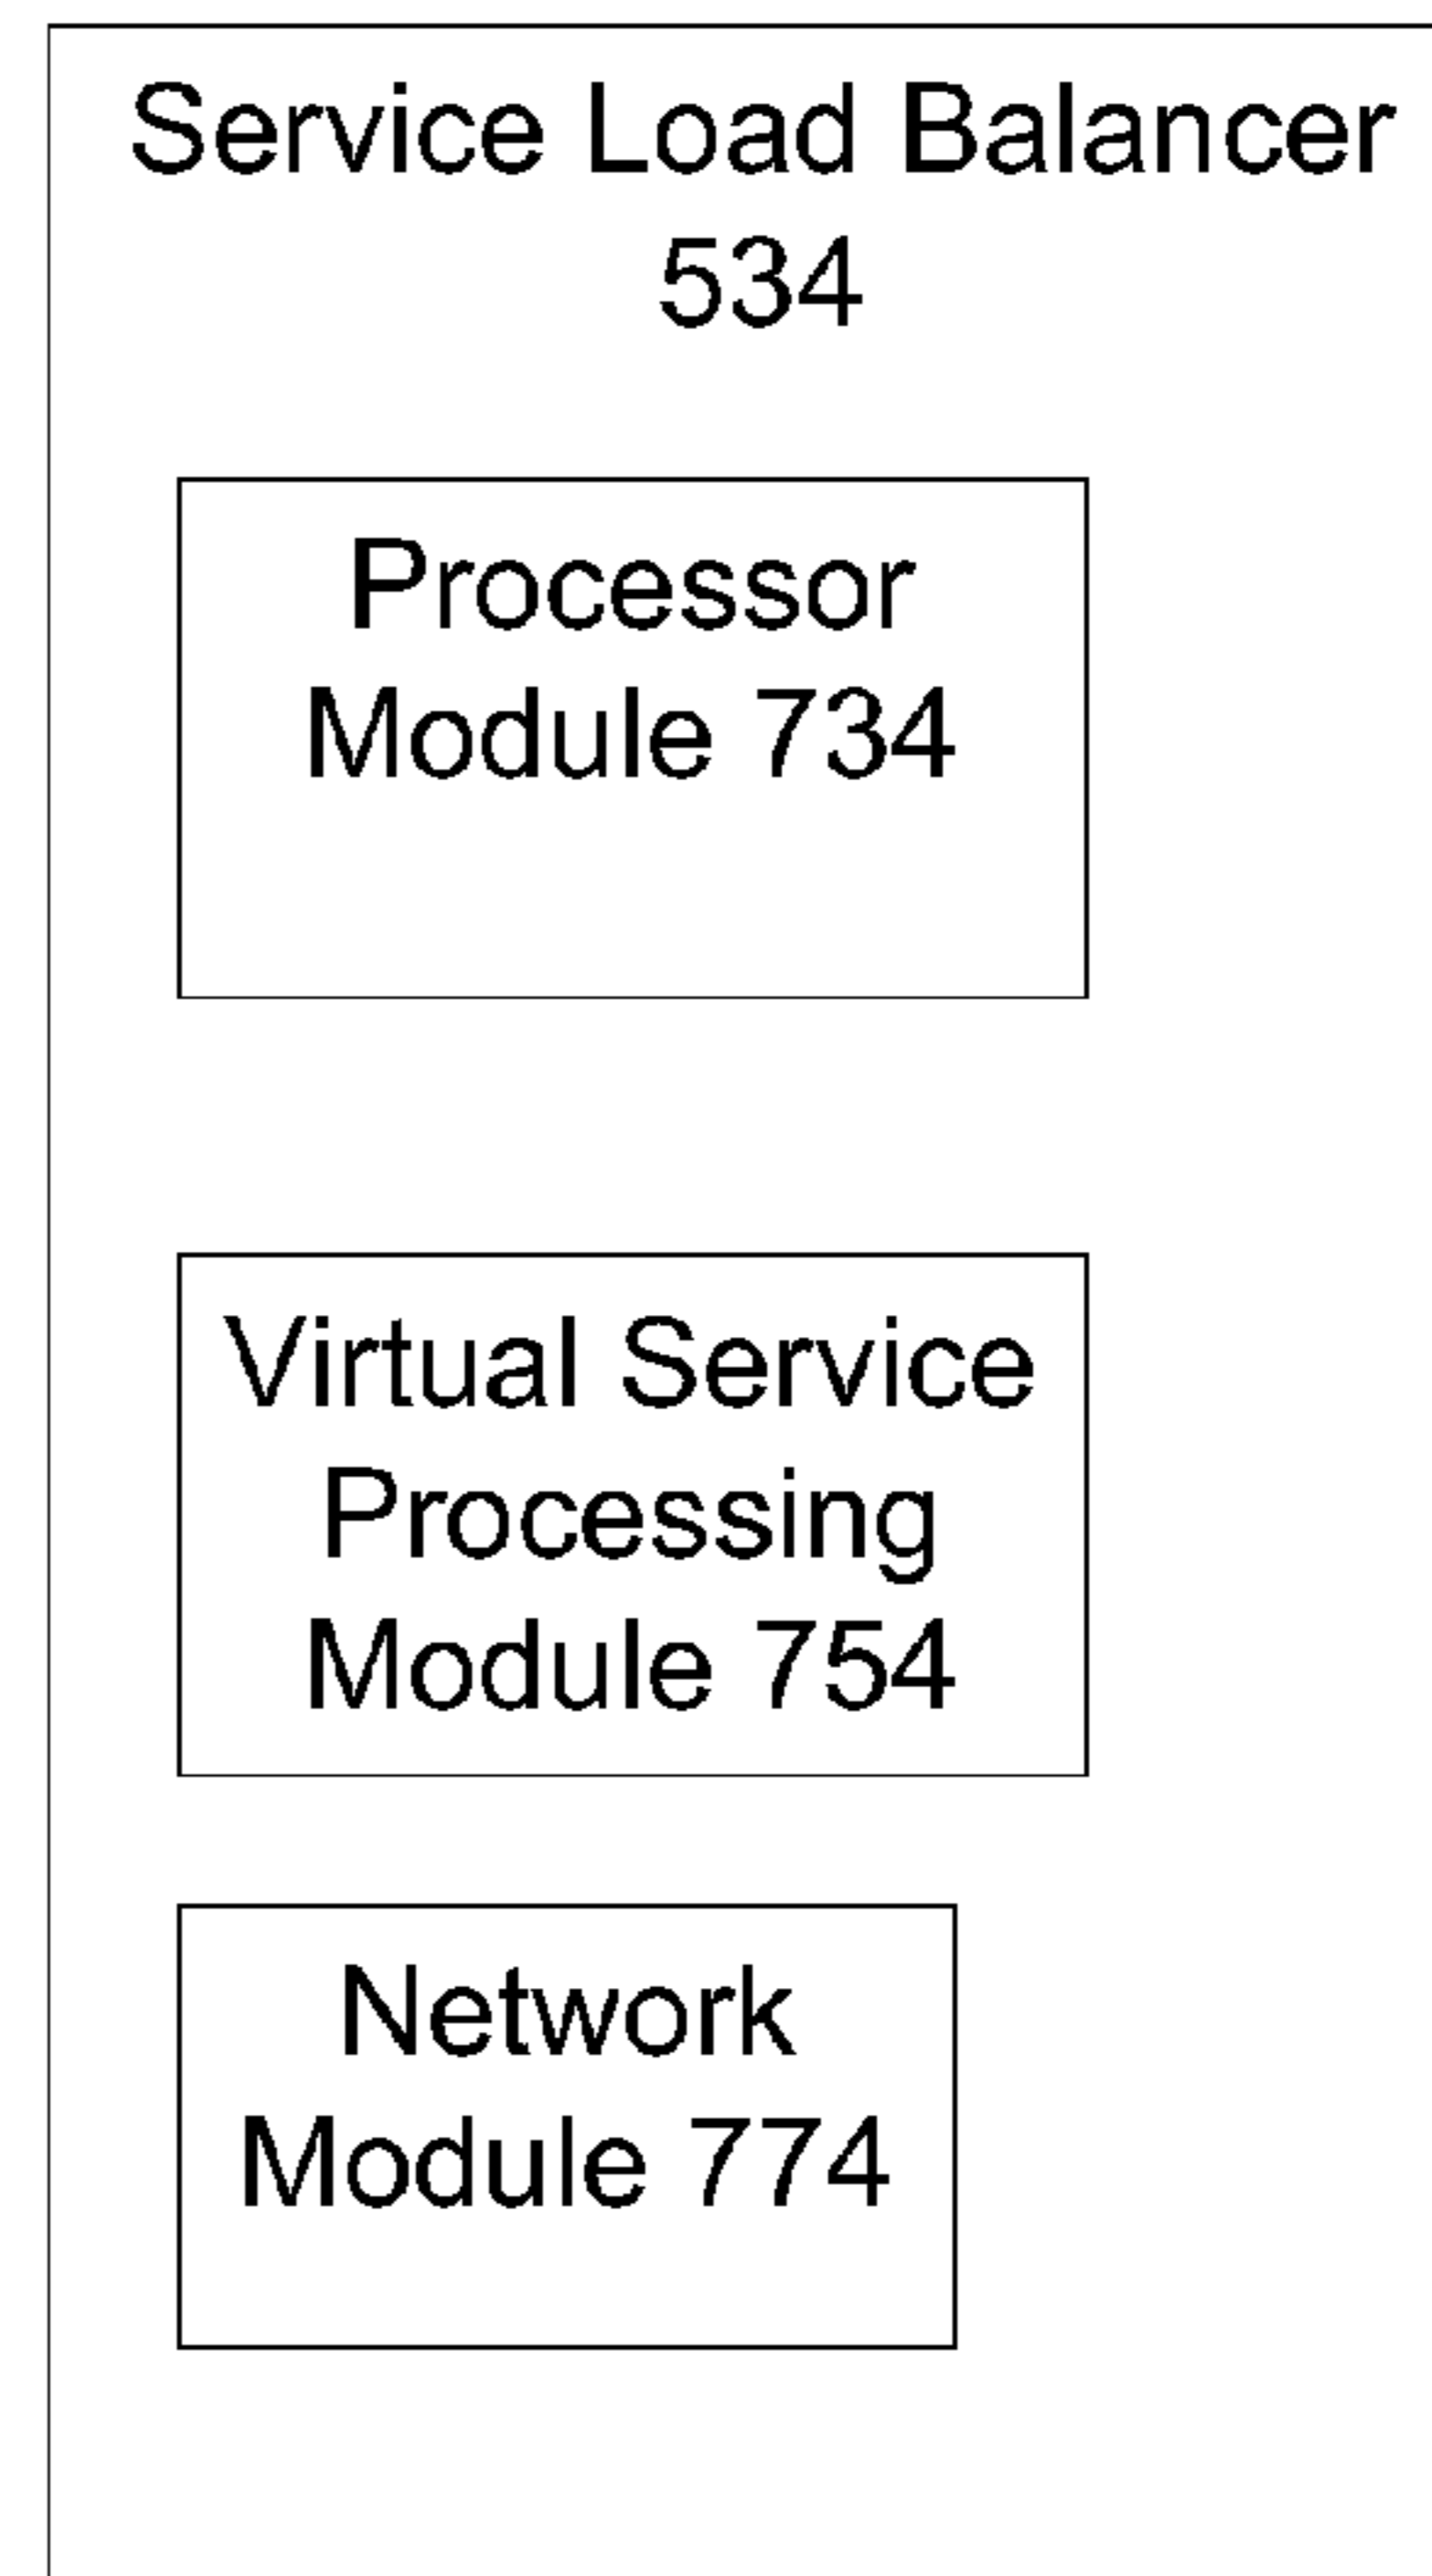 Service Load Balancer
534
Processor
Module 734
Virtual Service
Processing
Module 754
Network
Module 774